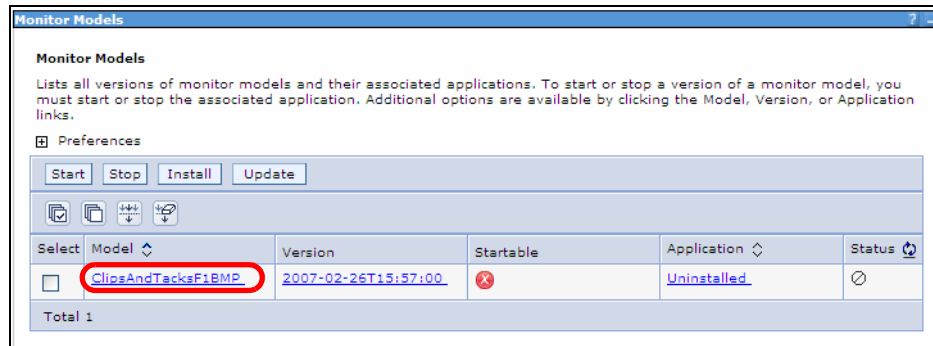 Monitor Models ?
Monitor Models
Lists all versions of monitor models and their associated applications. To start or stop a version of a monitor model, you
must start or stop the associated application. Additional options are available by clicking the Model, Version, or Application
links.
Preferences
Start Stop Install Update
Select Model Version Startable Application Status
ClipsAndTacksF1BMP 2007-02-26T15:57:00 Uninstalled
Total 1